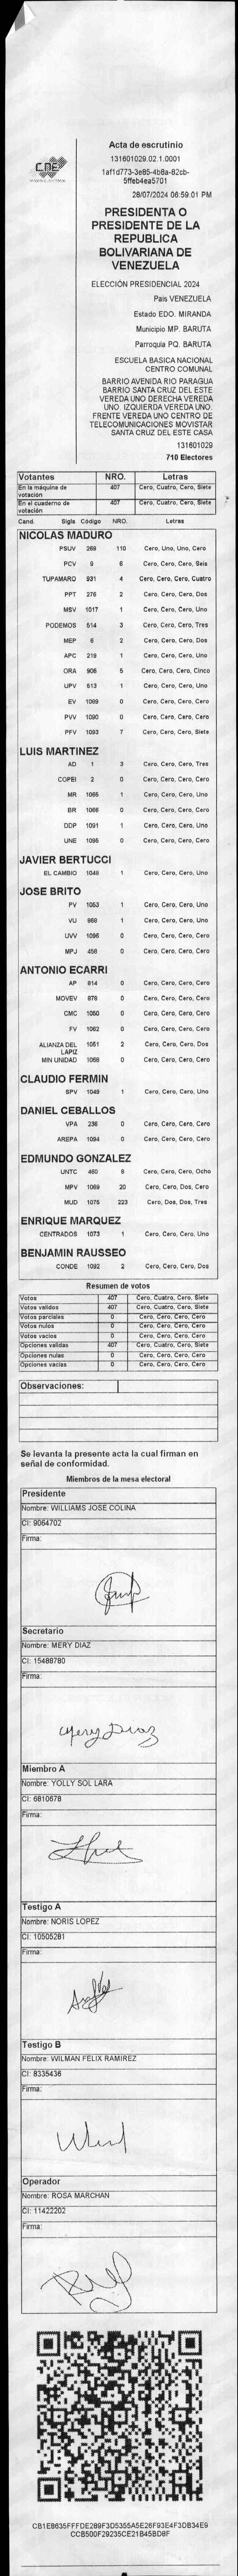 CNE
Acta de escrutinio
131601029.02.1.0001
1af1d773-3e85-4b8a-82cb-
5ffeb4ea5701
28/07/2024 06:59:01 PM
PRESIDENTA O
PRESIDENTE DE LA
REPUBLICA
BOLIVARIANA DE
VENEZUELA
ELECCIÓN PRESIDENCIAL 2024
Pais VENEZUELA
Estado EDO. MIRANDA
Municipio MP. BARUTA
Parroquia PQ. BARUTA
ESCUELA BASICA NACIONAL
CENTRO COMUNAL
BARRIO AVENIDA RIO PARAGUA
BARRIO SANTA CRUZ DEL ESTE
VEREDA UNO DERECHA VEREDA
UNO. IZQUIERDA VEREDA UNO.
FRENTE VEREDA UNO CENTRO DE
TELECOMUNICACIONES MOVISTAR
SANTA CRUZ DEL ESTE CASA
131601029
710 Electores
Votantes NRO. Letras
En la máquina de votación 407 Cero, Cuatro, Cero, Siete
En el cuaderno de votación 407 Cero, Cuatro, Cero, Siete
Cand. Sigla Código NRO. Letras
NICOLAS MADURO
PSUV 269 110 Cero, Uno, Uno, Cero
PCV 9 6 Cero, Cero, Cero, Seis
TUPAMARO 931 4 Cero, Cero, Cero, Cuatro
PPT 276 2 Cero, Cero, Cero, Dos
MSV 1017 1 Cero, Cero, Cero, Uno
PODEMOS 514 3 Cero, Cero, Cero, Tres
MEP 6 2 Cero, Cero, Cero, Dos
APC 219 1 Cero, Cero, Cero, Uno
ORA 906 5 Cero, Cero, Cero, Cinco
UPV 613 1 Cero, Cero, Cero, Uno
EV 1089 0 Cero, Cero, Cero, Cero
PVV 1090 0 Cero, Cero, Cero, Cero
PFV 1093 7 Cero, Cero, Cero, Siete
LUIS MARTINEZ
AD 1 3 Cero, Cero, Cero, Tres
COPEI 2 0 Cero, Cero, Cero, Cero
MR 1065 1 Cero, Cero, Cero, Uno
BR 1066 0 Cero, Cero, Cero, Cero
DDP 1091 1 Cero, Cero, Cero, Uno
UNE 1095 0 Cero, Cero, Cero, Cero
JAVIER BERTUCCI
EL CAMBIO 1048 1 Cero, Cero, Cero, Uno
JOSE BRITO
PV 1053 1 Cero, Cero, Cero, Uno
VU 868 1 Cero, Cero, Cero, Uno
UVV 1096 0 Cero, Cero, Cero, Cero
MPJ 458 0 Cero, Cero, Cero, Cero
ANTONIO ECARRI
AP 814 0 Cero, Cero, Cero, Cero
MOVEV 878 0 Cero, Cero, Cero, Cero
CMC 1050 0 Cero, Cero, Cero, Cero
FV 1062 0 Cero, Cero, Cero, Cero
ALIANZA DEL LAPIZ 1051 2 Cero, Cero, Cero, Dos
MIN UNIDAD 1068 0 Cero, Cero, Cero, Cero
CLAUDIO FERMIN
SPV 1049 1 Cero, Cero, Cero, Uno
DANIEL CEBALLOS
VPA 236 0 Cero, Cero, Cero, Cero
AREPA 1094 0 Cero, Cero, Cero, Cero
EDMUNDO GONZALEZ
UNTC 460 8 Cero, Cero, Cero, Ocho
MPV 1069 20 Cero, Cero, Dos, Cero
MUD 1075 223 Cero, Dos, Dos, Tres
ENRIQUE MARQUEZ
CENTRADOS 1073 1 Cero, Cero, Cero, Uno
BENJAMIN RAUSSEO
CONDE 1092 2 Cero, Cero, Cero, Dos
Resumen de votos
Votos 407 Cero, Cuatro, Cero, Siete
Votos validos 407 Cero, Cuatro, Cero, Siete
Votos parciales 0 Cero, Cero, Cero, Cero
Votos nulos 0 Cero, Cero, Cero, Cero
Votos vacios 0 Cero, Cero, Cero, Cero
Opciones validas 407 Cero, Cuatro, Cero, Siete
Opciones nulas 0 Cero, Cero, Cero, Cero
Opciones vacias 0 Cero, Cero, Cero, Cero
Observaciones:
Se levanta la presente acta la cual firman en
señal de conformidad.
Miembros de la mesa electoral
Presidente
Nombre: WILLIAMS JOSE COLINA
CI: 9064702
Firma:
Secretario
Nombre: MERY DIAZ
CI: 15488780
Firma:
Mery Diaz
Miembro A
Nombre: YOLLY SOL LARA
CI: 6810678
Firma:
Testigo A
Nombre: NORIS LOPEZ
CI: 10505281
Firma:
Testigo B
Nombre: WILMAN FELIX RAMIREZ
CI: 8335436
Firma:
Operador
Nombre: ROSA MARCHAN
CI: 11422202
Firma:
CB1E8635FFFDE289F3D5355A5E26F93E4F3DB34E9
CCB500F29235CE21B45BD8F